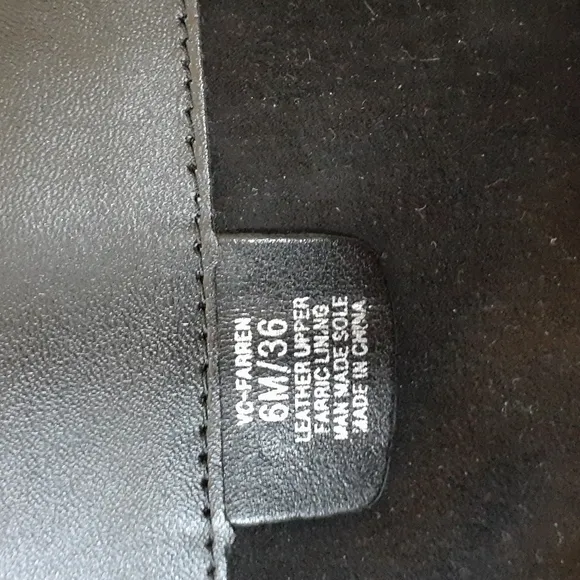 VC-FARREN
6M/36
LEATHER UPPER
FABRIC LINING
MAN MADE SOLE
MADE IN CHINA